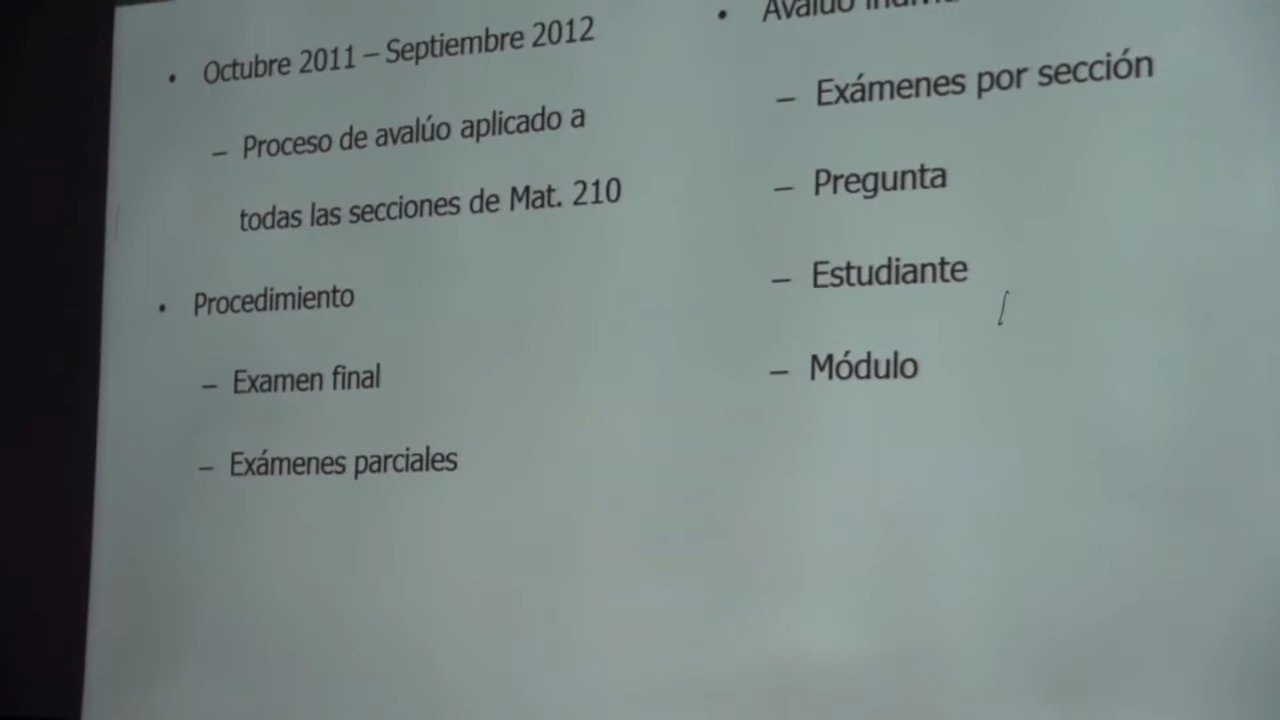 • Octubre 2011 – Septiembre 2012
– Proceso de avalúo aplicado a
todas las secciones de Mat. 210
• Procedimiento
– Examen final
– Exámenes parciales
• Avalúo
– Exámenes por sección
– Pregunta
– Estudiante
– Módulo